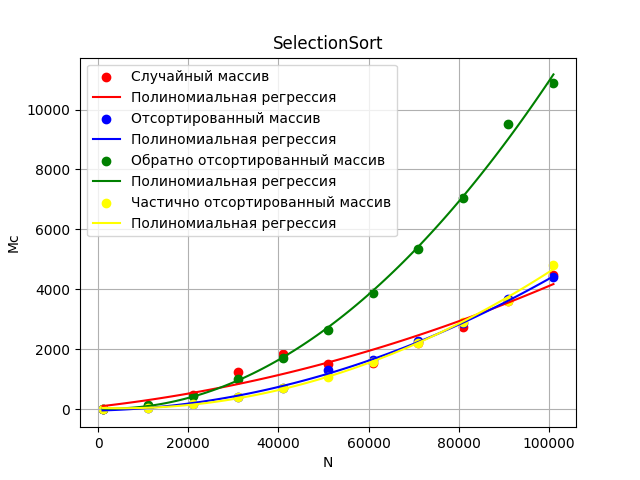 SelectionSort
Случайный массив
Полиномиальная регрессия
Отсортированный массив
Полиномиальная регрессия
Обратно отсортированный массив
Полиномиальная регрессия
Частично отсортированный массив
Полиномиальная регрессия
10000
8000
6000
4000
2000
0
Мс
0 20000 40000 60000 80000 100000
N